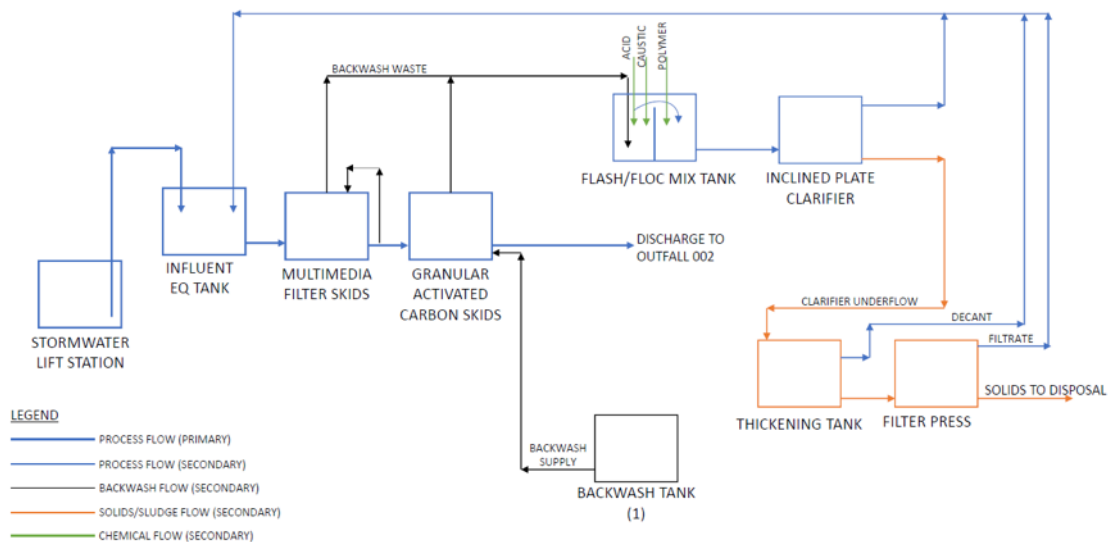 ACID
CAUSTIC
POLYMER
BACKWASH WASTE
FLASH/FLOC MIX TANK
INCLINED PLATE
CLARIFIER
INFLUENT
EQ TANK
MULTIMEDIA
FILTER SKIDS
GRANULAR
ACTIVATED
CARBON SKIDS
DISCHARGE TO
OUTFALL 002
STORMWATER
LIFT STATION
CLARIFIER UNDERFLOW
DECANT
FILTRATE
THICKENING TANK
FILTER PRESS
SOLIDS TO DISPOSAL
BACKWASH
SUPPLY
BACKWASH TANK
(1)
LEGEND
PROCESS FLOW (PRIMARY)
PROCESS FLOW (SECONDARY)
BACKWASH FLOW (SECONDARY)
SOLIDS/SLUDGE FLOW (SECONDARY)
CHEMICAL FLOW (SECONDARY)